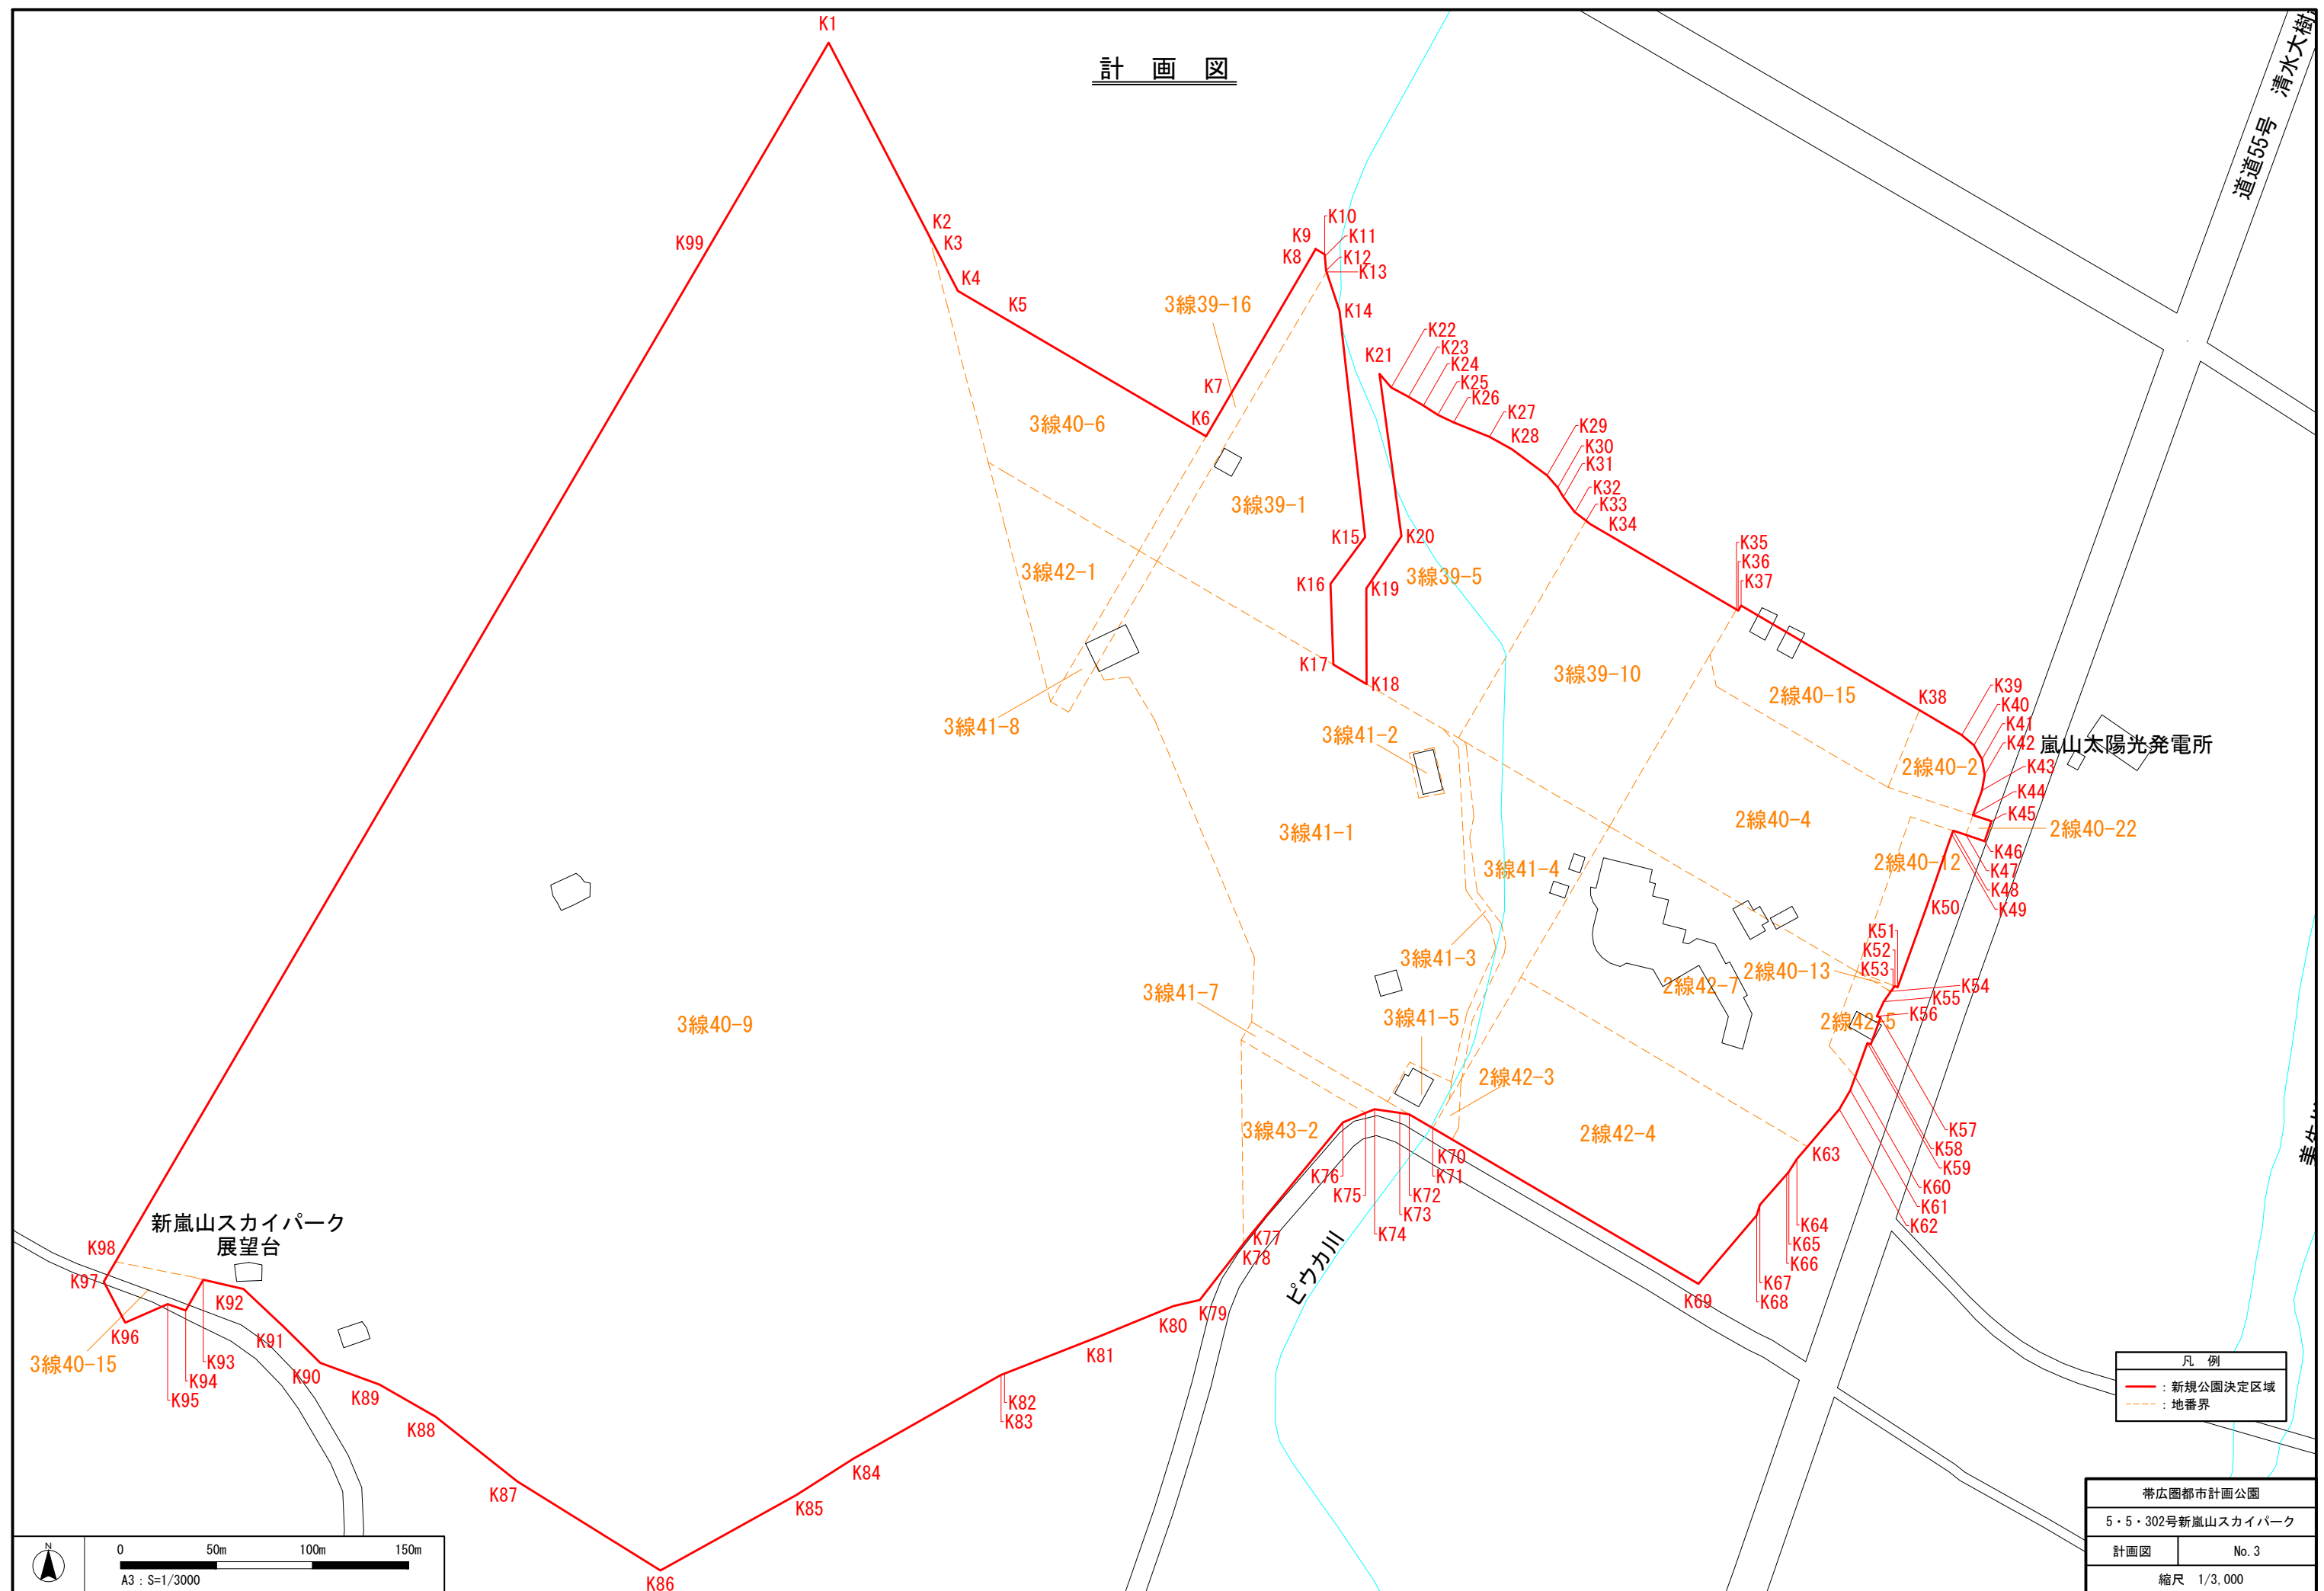 計 画 図
道道55号 清水大樹
K1
K2
K3
K4
K5
K6
K7
K8
K9
K10
K11
K12
K13
K14
K15
K16
K17
K18
K19
K20
K21
K22
K23
K24
K25
K26
K27
K28
K29
K30
K31
K32
K33
K34
K35
K36
K37
K38
K39
K40
K41
K42
K43
K44
K45
K46
K47
K48
K49
K50
K51
K52
K53
K54
K55
K56
K57
K58
K59
K60
K61
K62
K63
K64
K65
K66
K67
K68
K69
K70
K71
K72
K73
K74
K75
K76
K77
K78
K79
K80
K81
K82
K83
K84
K85
K86
K87
K88
K89
K90
K91
K92
K93
K94
K95
K96
K97
K98
K99
3線39-16
3線40-6
3線39-1
3線42-1
3線39-5
3線39-10
2線40-15
3線41-8
3線41-2
2線40-2
嵐山太陽光発電所
2線40-4
2線40-22
3線41-1
3線41-4
2線40-12
3線41-3
2線40-13
2線42-7
3線41-7
3線41-5
2線42-5
3線40-9
2線42-3
3線43-2
2線42-4
新嵐山スカイパーク
展望台
ピウカ川
3線40-15
凡 例
：新規公園決定区域
：地番界
帯広圏都市計画公園
5・5・302号新嵐山スカイパーク
計画図 No.3
縮尺 1/3,000
N
0 50m 100m 150m
A3：S=1/3000